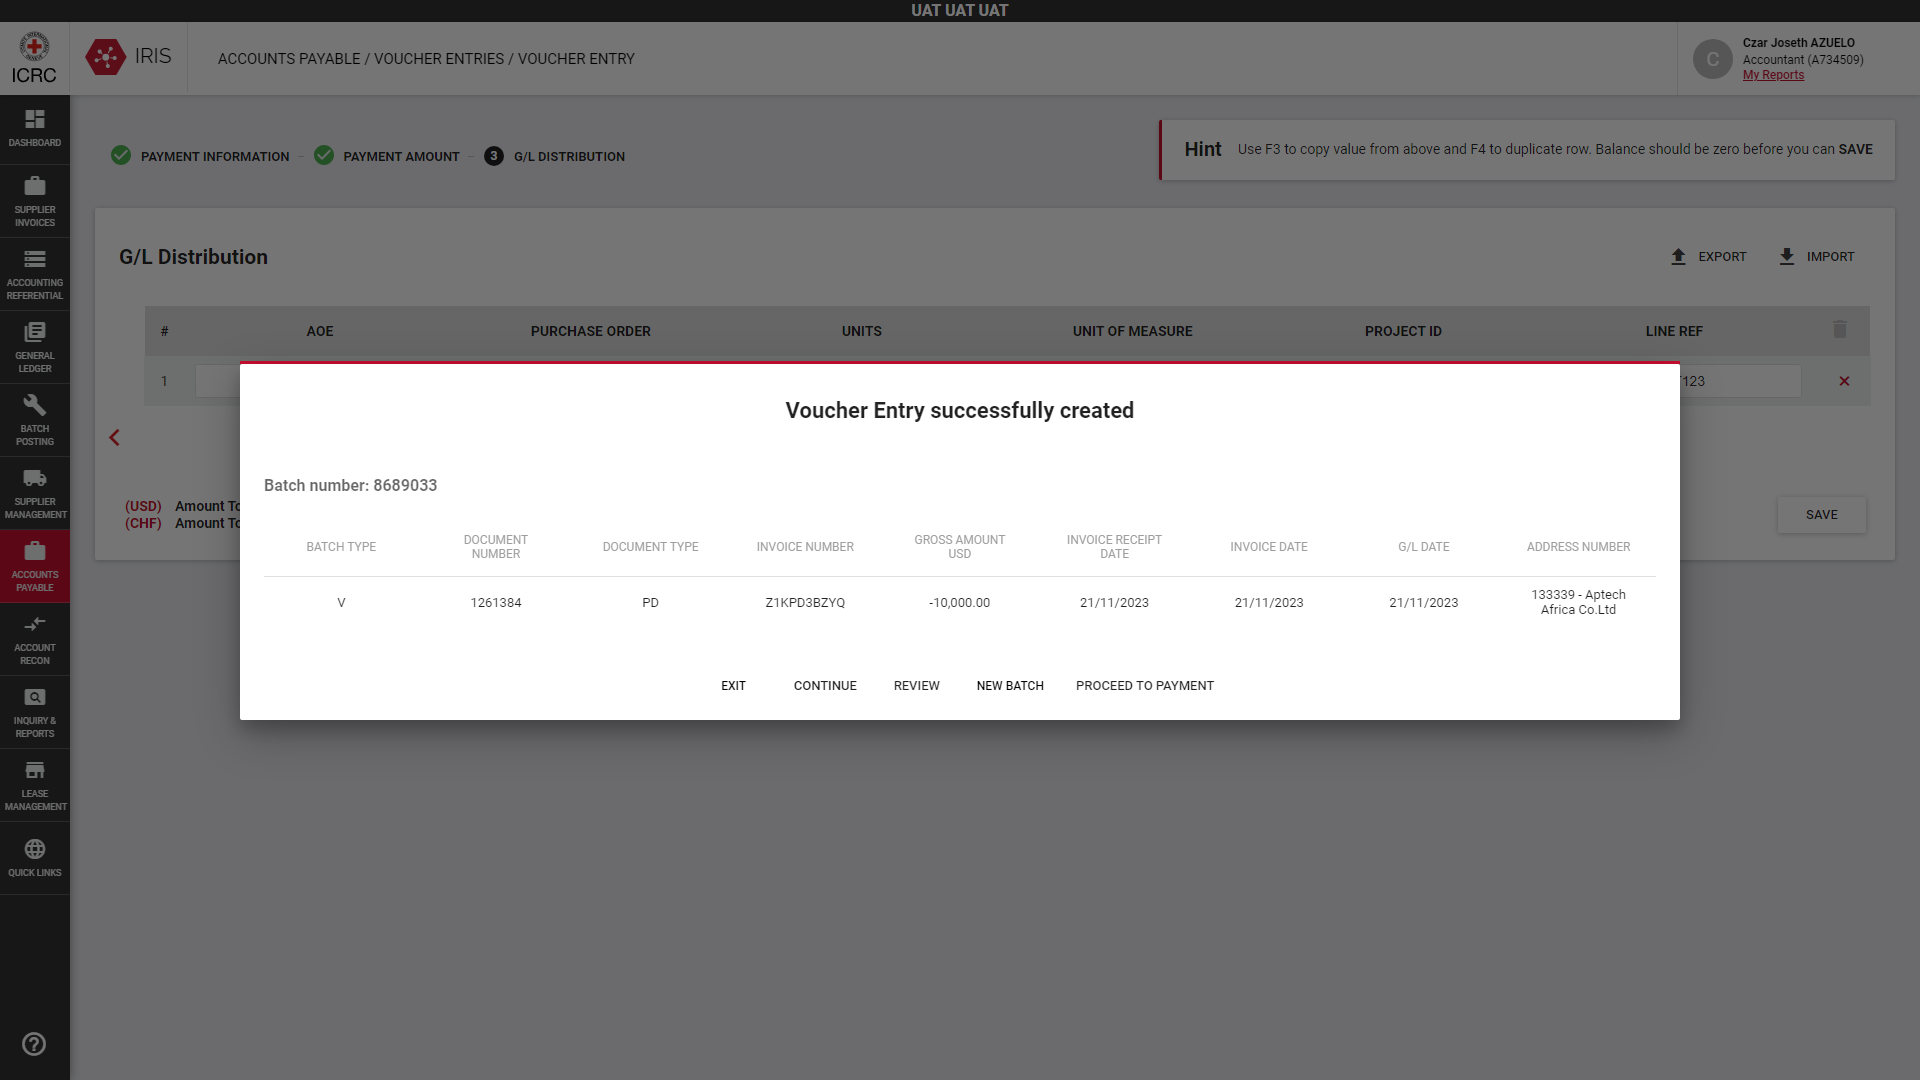 UAT UAT UAT
ICRC
IRIS
ACCOUNTS PAYABLE / VOUCHER ENTRIES / VOUCHER ENTRY
C
Czar Joseth AZUELO
Accountant (A734509)
My Reports
DASHBOARD
SUPPLIER
INVOICES
ACCOUNTING
REFERENTIAL
GENERAL
LEDGER
BATCH
POSTING
SUPPLIER
MANAGEMENT
ACCOUNTS
PAYABLE
ACCOUNT
RECON
INQUIRY &
REPORTS
LEASE
MANAGEMENT
QUICK LINKS
PAYMENT INFORMATION
PAYMENT AMOUNT
3 G/L DISTRIBUTION
Hint Use F3 to copy value from above and F4 to duplicate row. Balance should be zero before you can SAVE
G/L Distribution
EXPORT
IMPORT
# AOE PURCHASE ORDER UNITS UNIT OF MEASURE PROJECT ID LINE REF
1 123
(USD) Amount To
(CHF) Amount To
SAVE
Voucher Entry successfully created
Batch number: 8689033
BATCH TYPE DOCUMENT NUMBER DOCUMENT TYPE INVOICE NUMBER GROSS AMOUNT USD INVOICE RECEIPT DATE INVOICE DATE G/L DATE ADDRESS NUMBER
V 1261384 PD Z1KPD3BZYQ -10,000.00 21/11/2023 21/11/2023 21/11/2023 133339 - Aptech Africa Co.Ltd
EXIT CONTINUE REVIEW NEW BATCH PROCEED TO PAYMENT